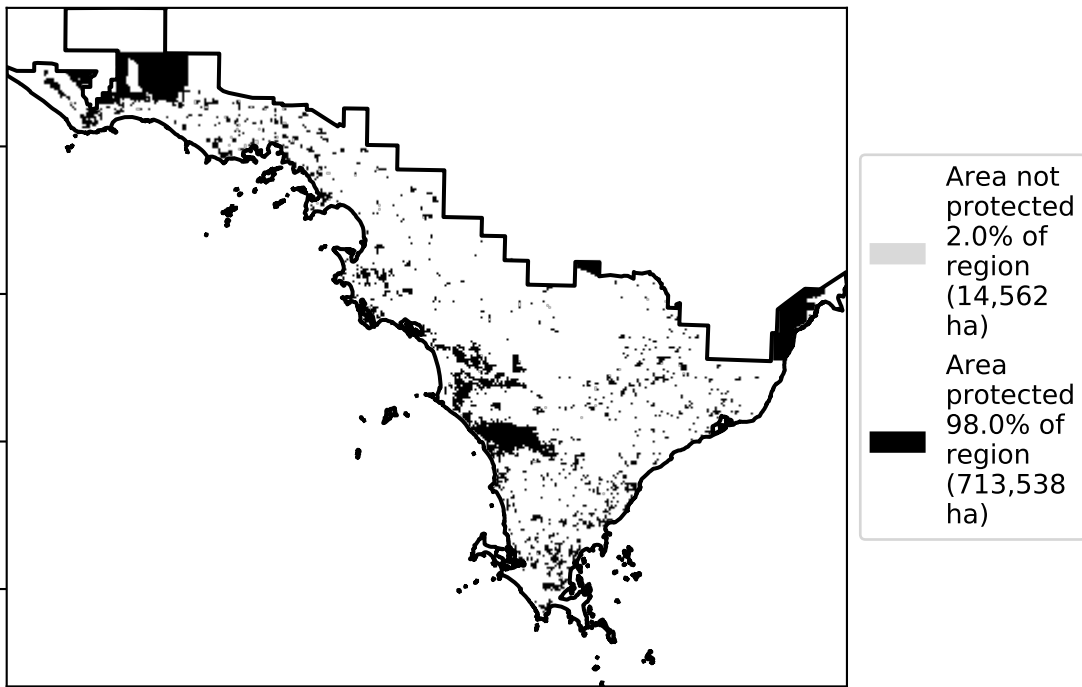 Area not
protected
2.0% of
region
(14,562
ha)
Area
protected
98.0% of
region
(713,538
ha)